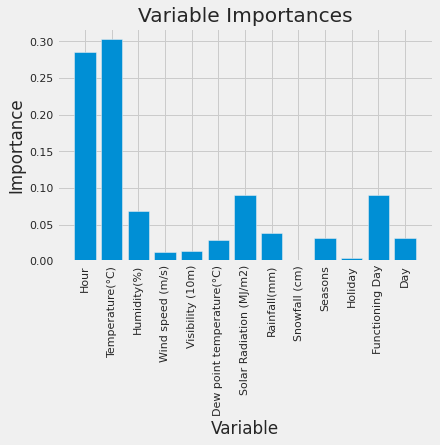 Variable Importances
Importance
0.30
0.25
0.20
0.15
0.10
0.05
0.00
Hour
Temperature(°C)
Humidity(%)
Wind speed (m/s)
Visibility (10m)
Dew point temperature(°C)
Solar Radiation (MJ/m2)
Rainfall(mm)
Snowfall (cm)
Seasons
Holiday
Functioning Day
Day
Variable